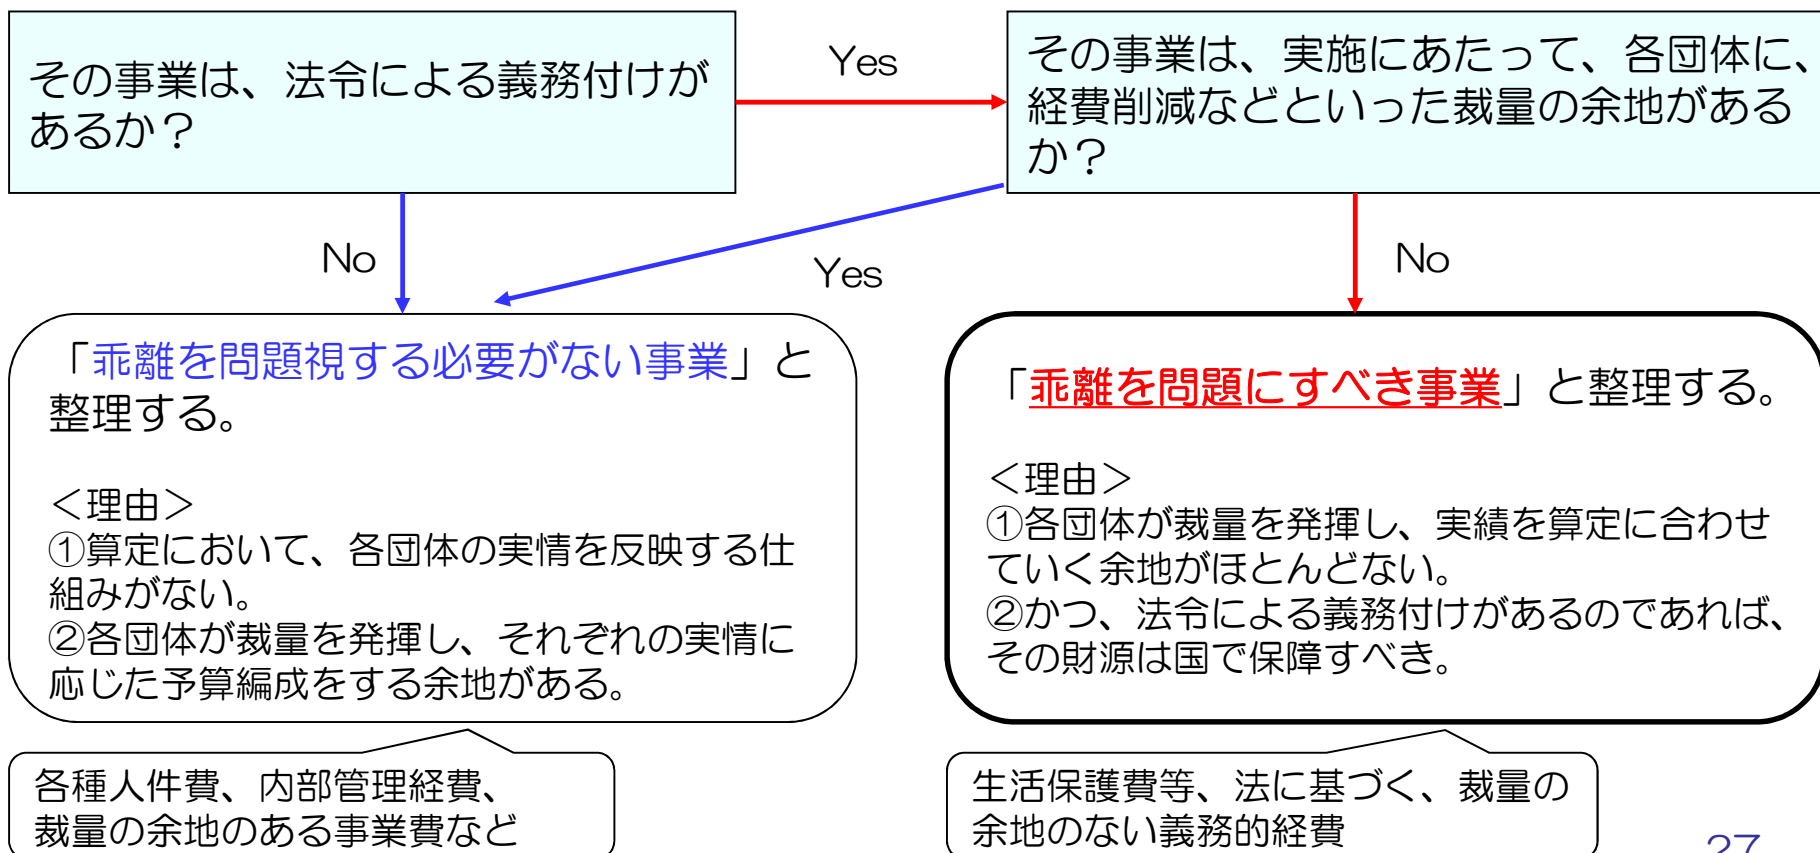 その事業は、法令による義務付けが
あるか？
Yes
その事業は、実施にあたって、各団体に、
経費削減などといった裁量の余地がある
か？
No
Yes
No
「乖離を問題視する必要がない事業」と
整理する。
＜理由＞
①算定において、各団体の実情を反映する仕
組みがない。
②各団体が裁量を発揮し、それぞれの実情に
応じた予算編成をする余地がある。
「乖離を問題にすべき事業」と整理する。
＜理由＞
①各団体が裁量を発揮し、実績を算定に合わせ
ていく余地がほとんどない。
②かつ、法令による義務付けがあるのであれば、
その財源は国で保障すべき。
各種人件費、内部管理経費、
裁量の余地のある事業費など
生活保護費等、法に基づく、裁量の
余地のない義務的経費
27